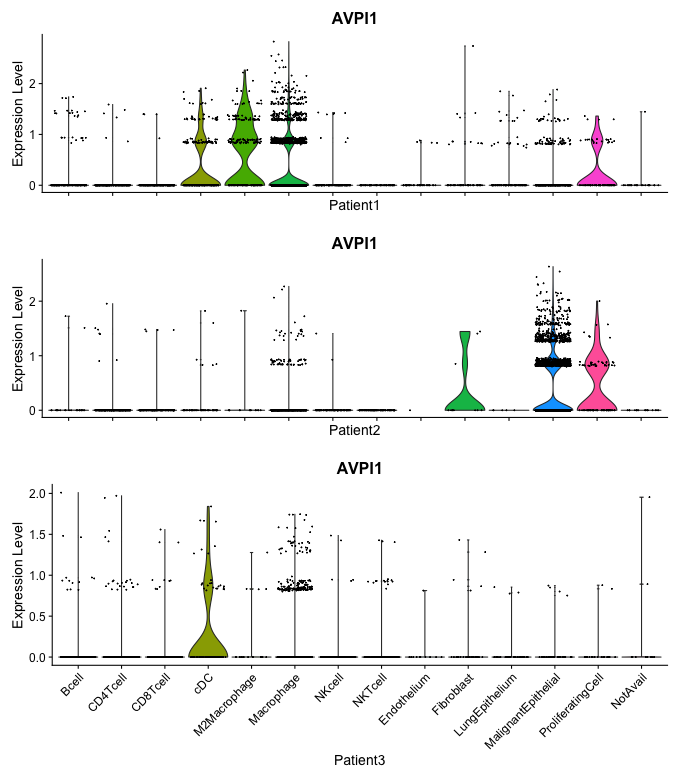 AVPI1
Expression Level
2
1
0
Patient1
AVPI1
Expression Level
2
1
0
Patient2
AVPI1
Expression Level
2.0
1.5
1.0
0.5
0.0
Bcell
CD4Tcell
CD8Tcell
cDC
M2Macrophage
Macrophage
NKcell
NKTcell
Endothelium
Fibroblast
LungEpithelium
MalignantEpithelial
ProliferatingCell
NotAvail
Patient3